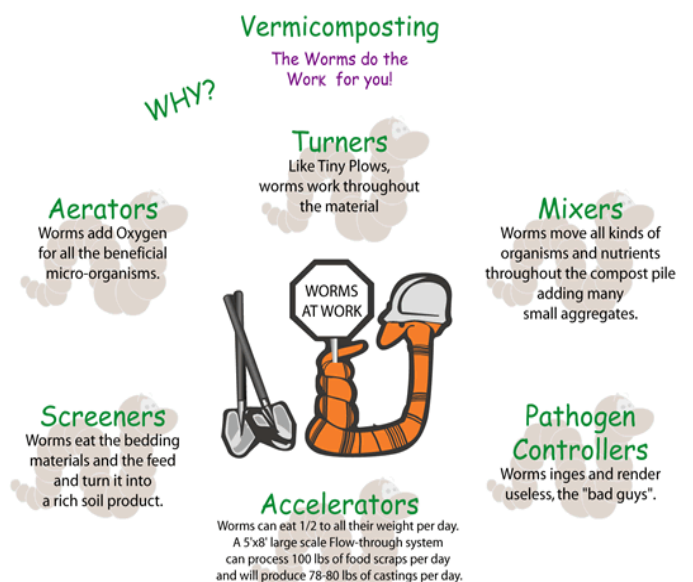 Vermicomposting
The Worms do the
Work for you!
WHY?
Turners
Like Tiny Plows,
worms work throughout
the material
Aerators
Worms add Oxygen
for all the beneficial
micro-organisms.
Mixers
Worms move all kinds of
organisms and nutrients
throughout the compost pile
adding many
small aggregates.
WORMS
AT WORK
Screeners
Worms eat the bedding
materials and the feed
and turn it into
a rich soil product.
Pathogen
Controllers
Worms inges and render
useless, the "bad guys".
Accelerators
Worms can eat 1/2 to all their weight per day.
A 5'x8' large scale Flow-through system
can process 100 lbs of food scraps per day
and will produce 78-80 lbs of castings per day.